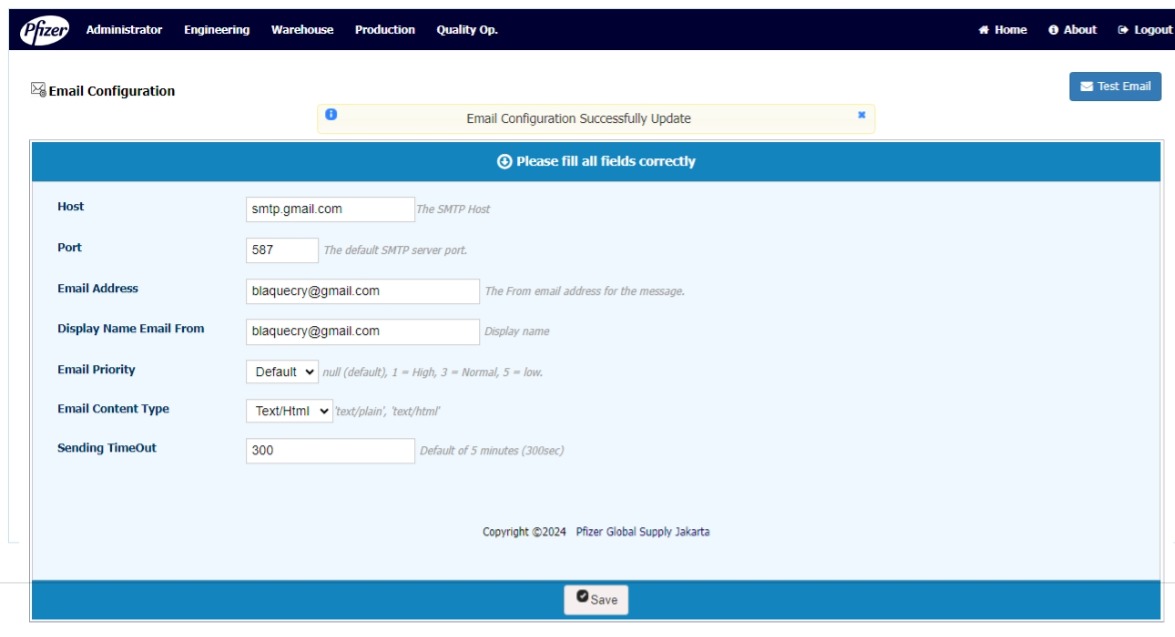 Pfizer Administrator Engineering Warehouse Production Quality Op. Home About Logout
Email Configuration
Test Email
Email Configuration Successfully Update
Please fill all fields correctly
Host smtp.gmail.com The SMTP Host
Port 587 The default SMTP server port.
Email Address blaquecry@gmail.com The From email address for the message.
Display Name Email From blaquecry@gmail.com Display name
Email Priority Default null (default), 1 = High, 3 = Normal, 5 = low.
Email Content Type Text/Html 'text/plain', 'text/html'
Sending TimeOut 300 Default of 5 minutes (300sec)
Copyright ©2024 Pfizer Global Supply Jakarta
Save